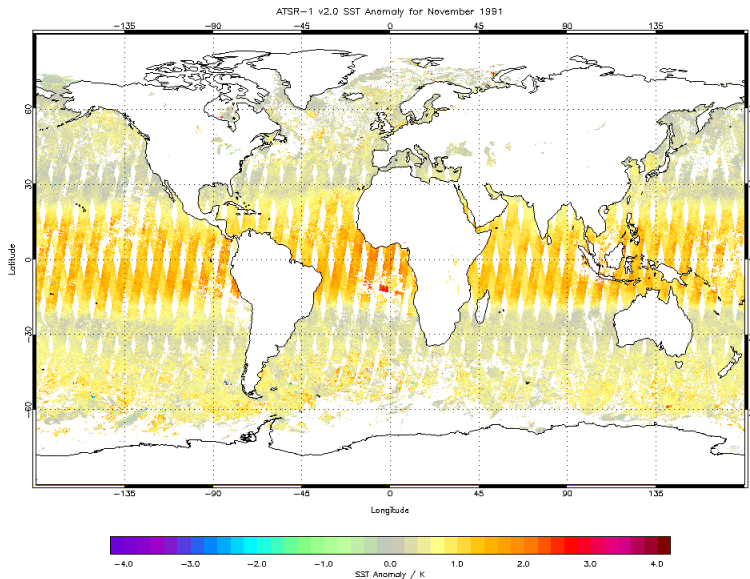 ATSR-1 v2.0 SST Anomaly for November 1991
-135 -90 -45 0 45 90 135
60
30
0
-30
-60
Latitude
-135 -90 -45 0 45 90 135
Longitude
-4.0 -3.0 -2.0 -1.0 0.0 1.0 2.0 3.0 4.0
SST Anomaly / K